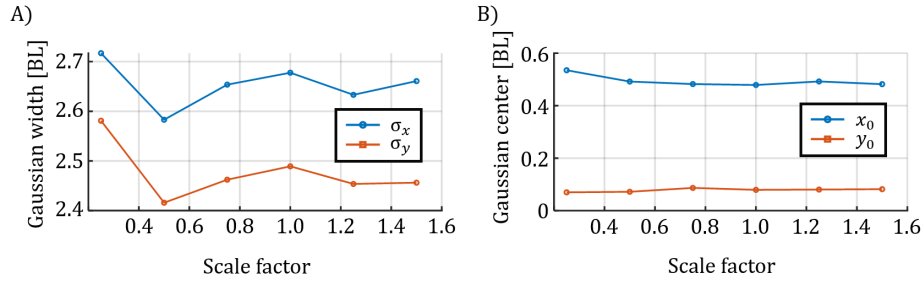 A)
Gaussian width [BL]
2.7
2.6
2.5
2.4
0.4 0.6 0.8 1.0 1.2 1.4 1.6
Scale factor
σx
σy
B)
Gaussian center [BL]
0.6
0.4
0.2
0
0.4 0.6 0.8 1.0 1.2 1.4 1.6
Scale factor
x0
y0